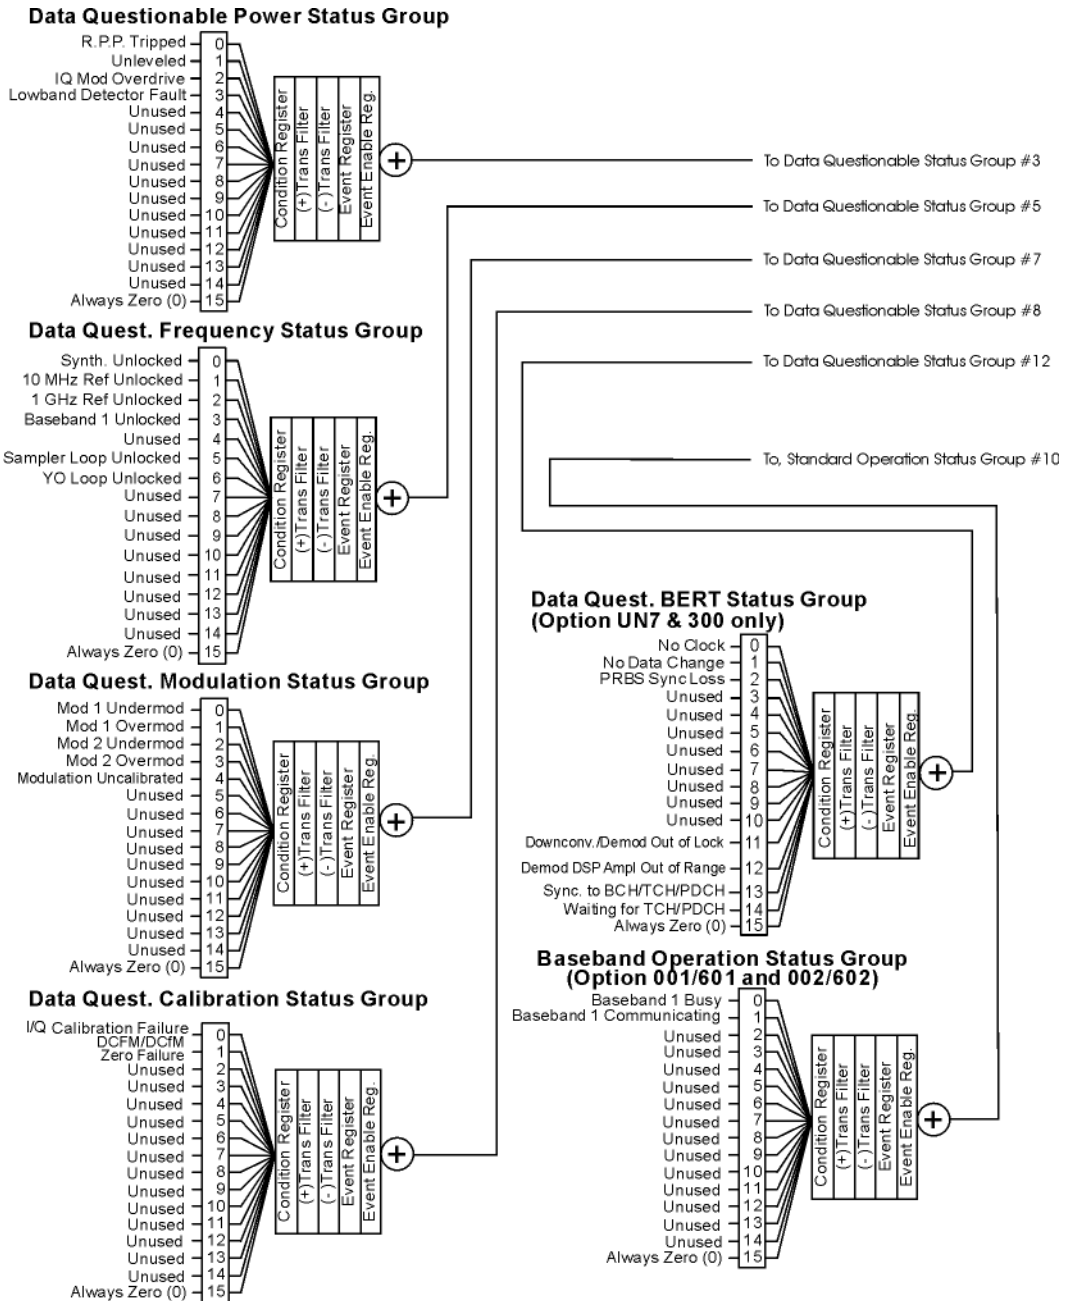 Data Questionable Power Status Group
R.P.P. Tripped 0
Unleveled 1
IQ Mod Overdrive 2
Lowband Detector Fault 3
Unused 4
Unused 5
Unused 6
Unused 7
Unused 8
Unused 9
Unused 10
Unused 11
Unused 12
Unused 13
Unused 14
Always Zero (0) 15
Condition Register
(+)Trans Filter
(-)Trans Filter
Event Register
Event Enable Reg.
+
To Data Questionable Status Group #3
To Data Questionable Status Group #5
To Data Questionable Status Group #7
To Data Questionable Status Group #8
To Data Questionable Status Group #12
To, Standard Operation Status Group #10
Data Quest. Frequency Status Group
Synth. Unlocked 0
10 MHz Ref Unlocked 1
1 GHz Ref Unlocked 2
Baseband 1 Unlocked 3
Unused 4
Sampler Loop Unlocked 5
YO Loop Unlocked 6
Unused 7
Unused 8
Unused 9
Unused 10
Unused 11
Unused 12
Unused 13
Unused 14
Always Zero (0) 15
Condition Register
(+)Trans Filter
(-)Trans Filter
Event Register
Event Enable Reg.
+
Data Quest. Modulation Status Group
Mod 1 Undermod 0
Mod 1 Overmod 1
Mod 2 Undermod 2
Mod 2 Overmod 3
Modulation Uncalibrated 4
Unused 5
Unused 6
Unused 7
Unused 8
Unused 9
Unused 10
Unused 11
Unused 12
Unused 13
Unused 14
Always Zero (0) 15
Condition Register
(+)Trans Filter
(-)Trans Filter
Event Register
Event Enable Reg.
+
Data Quest. Calibration Status Group
I/Q Calibration Failure 0
DCFM/DCfM
Zero Failure 1
Unused 2
Unused 3
Unused 4
Unused 5
Unused 6
Unused 7
Unused 8
Unused 9
Unused 10
Unused 11
Unused 12
Unused 13
Unused 14
Always Zero (0) 15
Condition Register
(+)Trans Filter
(-)Trans Filter
Event Register
Event Enable Reg.
+
Data Quest. BERT Status Group
(Option UN7 & 300 only)
No Clock 0
No Data Change 1
PRBS Sync Loss 2
Unused 3
Unused 4
Unused 5
Unused 6
Unused 7
Unused 8
Unused 9
Unused 10
Downconv./Demod Out of Lock 11
Demod DSP Ampl Out of Range 12
Sync. to BCH/TCH/PDCH 13
Waiting for TCH/PDCH 14
Always Zero (0) 15
Condition Register
(+)Trans Filter
(-)Trans Filter
Event Register
Event Enable Reg.
+
Baseband Operation Status Group
(Option 001/601 and 002/602)
Baseband 1 Busy 0
Baseband 1 Communicating 1
Unused 2
Unused 3
Unused 4
Unused 5
Unused 6
Unused 7
Unused 8
Unused 9
Unused 10
Unused 11
Unused 12
Unused 13
Unused 14
Always Zero (0) 15
Condition Register
(+)Trans Filter
(-)Trans Filter
Event Register
Event Enable Reg.
+